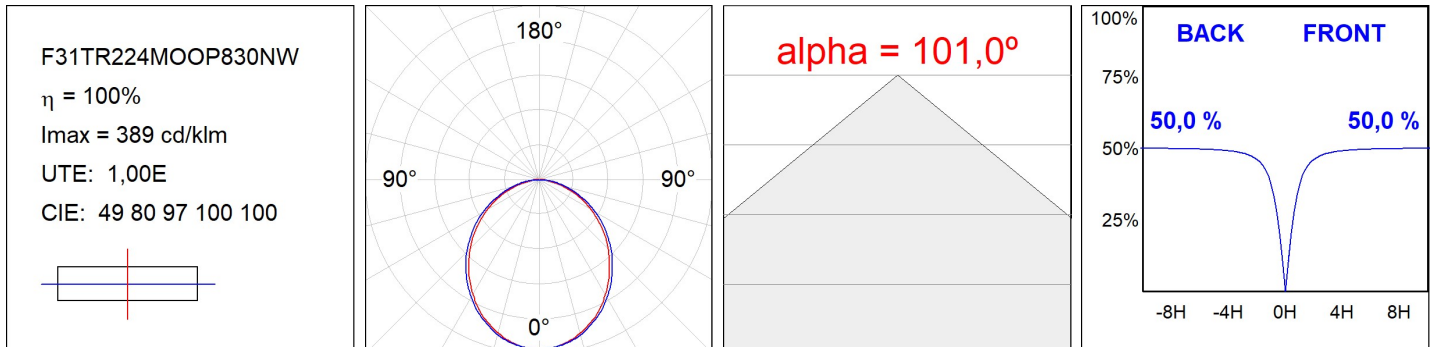 F31TR224MOOP830NW
η = 100%
Imax = 389 cd/klm
UTE: 1,00E
CIE: 49 80 97 100 100
180°
90°
90°
0°
alpha = 101,0º
100%
BACK
FRONT
75%
50,0 %
50,0 %
50%
25%
-8H
-4H
0H
4H
8H